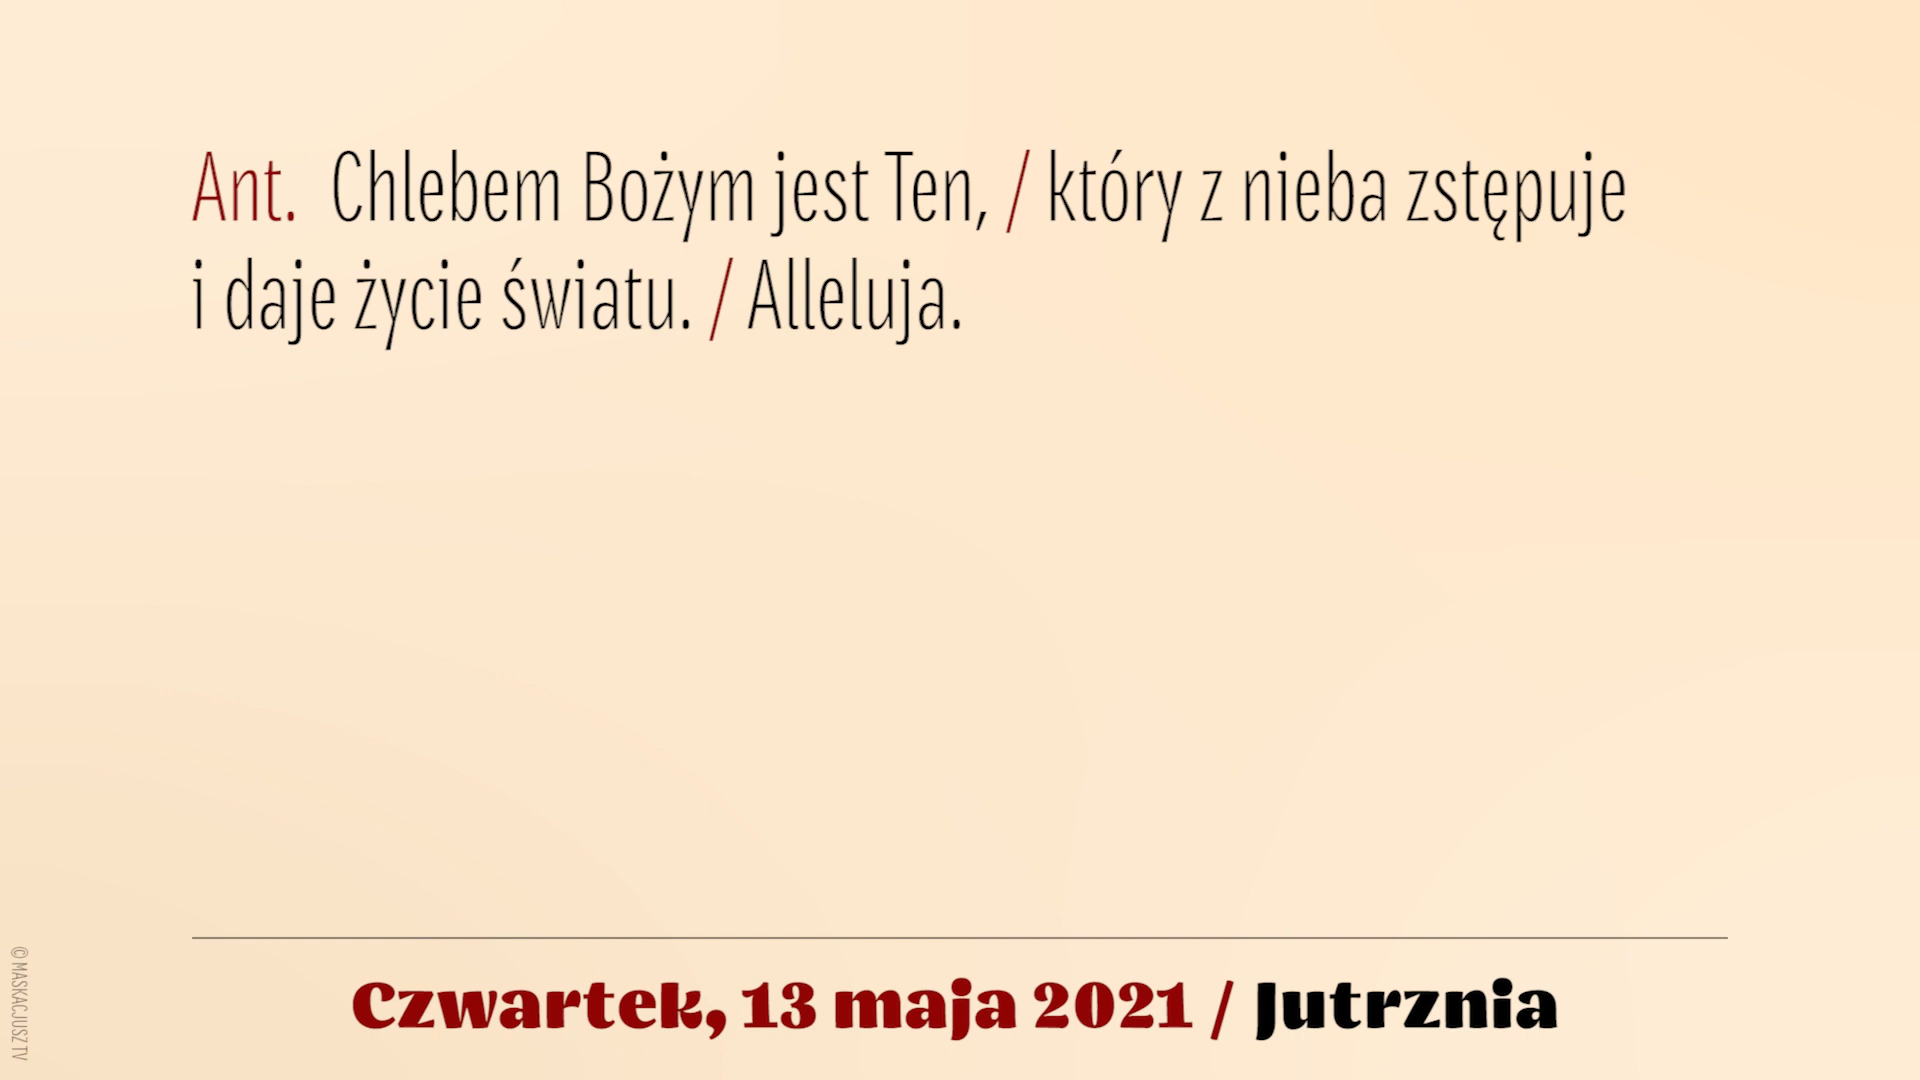 Ant. Chlebem Bożym jest Ten, / który z nieba zstępuje
i daje życie światu. / Alleluja.
Czwartek, 13 maja 2021 / Jutrznia
© MASKACJUSZ TV